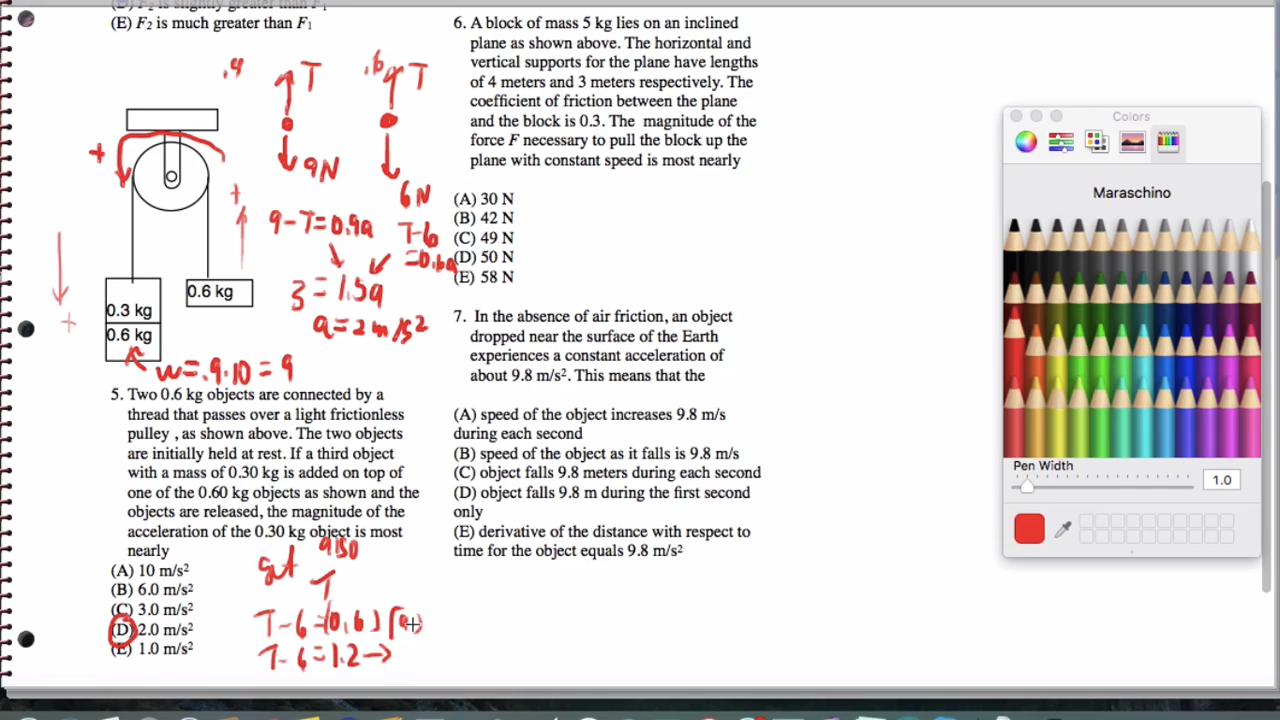 (E) F₂ is much greater than F₁
.9
T
.6
T
+
9N
6N
+
9-T=0.9a
T-6
=0.6a
3=1.5a
a=2m/s²
+
0.3 kg
0.6 kg
0.6 kg
w=.9·10=9
5. Two 0.6 kg objects are connected by a
thread that passes over a light frictionless
pulley , as shown above. The two objects
are initially held at rest. If a third object
with a mass of 0.30 kg is added on top of
one of the 0.60 kg objects as shown and the
objects are released, the magnitude of the
acceleration of the 0.30 kg object is most
nearly
(A) 10 m/s²
(B) 6.0 m/s²
(C) 3.0 m/s²
(D) 2.0 m/s²
(E) 1.0 m/s²
also
T
T-6=(0.6)
T-6=1.2→
6. A block of mass 5 kg lies on an inclined
plane as shown above. The horizontal and
vertical supports for the plane have lengths
of 4 meters and 3 meters respectively. The
coefficient of friction between the plane
and the block is 0.3. The magnitude of the
force F necessary to pull the block up the
plane with constant speed is most nearly
(A) 30 N
(B) 42 N
(C) 49 N
(D) 50 N
(E) 58 N
7. In the absence of air friction, an object
dropped near the surface of the Earth
experiences a constant acceleration of
about 9.8 m/s². This means that the
(A) speed of the object increases 9.8 m/s
during each second
(B) speed of the object as it falls is 9.8 m/s
(C) object falls 9.8 meters during each second
(D) object falls 9.8 m during the first second
only
(E) derivative of the distance with respect to
time for the object equals 9.8 m/s²
Colors
Maraschino
Pen Width
1.0